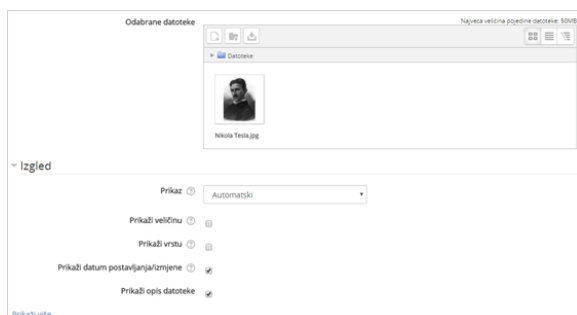 Odabrane datoteke
Najveća veličina pojedine datoteke: 50MB
Datoteke
Nikola Tesla.jpg
Izgled
Prikaz
Automatski
Prikaži veličinu
Prikaži vrstu
Prikaži datum postavljanja/izmjene
Prikaži opis datoteke
Prikaži više